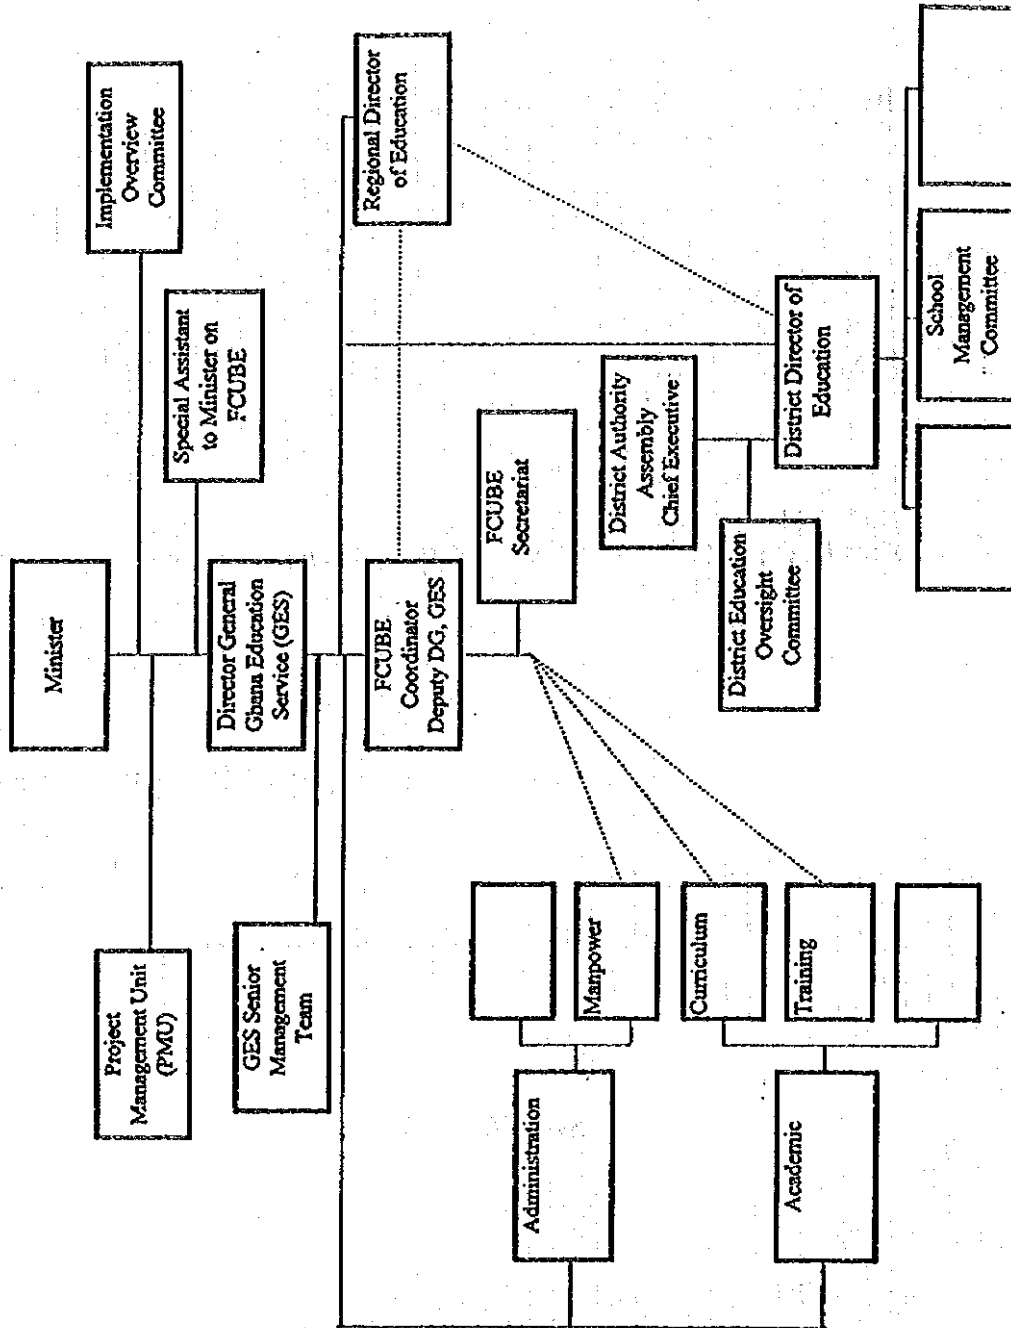 Minister
Implementation
Overview
Committee
Project
Management Unit
(PMU)
Special Assistant
to Minister on
FCUBE
Director General
Ghana Education
Service (GES)
GES Senior
Management
Team
Regional Director
of Education
FCUBE
Coordinator
Deputy DG, GES
FCUBE
Secretariat
Administration
Manpower
Curriculum
Training
Academic
District Authority
Assembly
Chief Executive
District Education
Oversight
Committee
District Director of
Education
School
Management
Committee